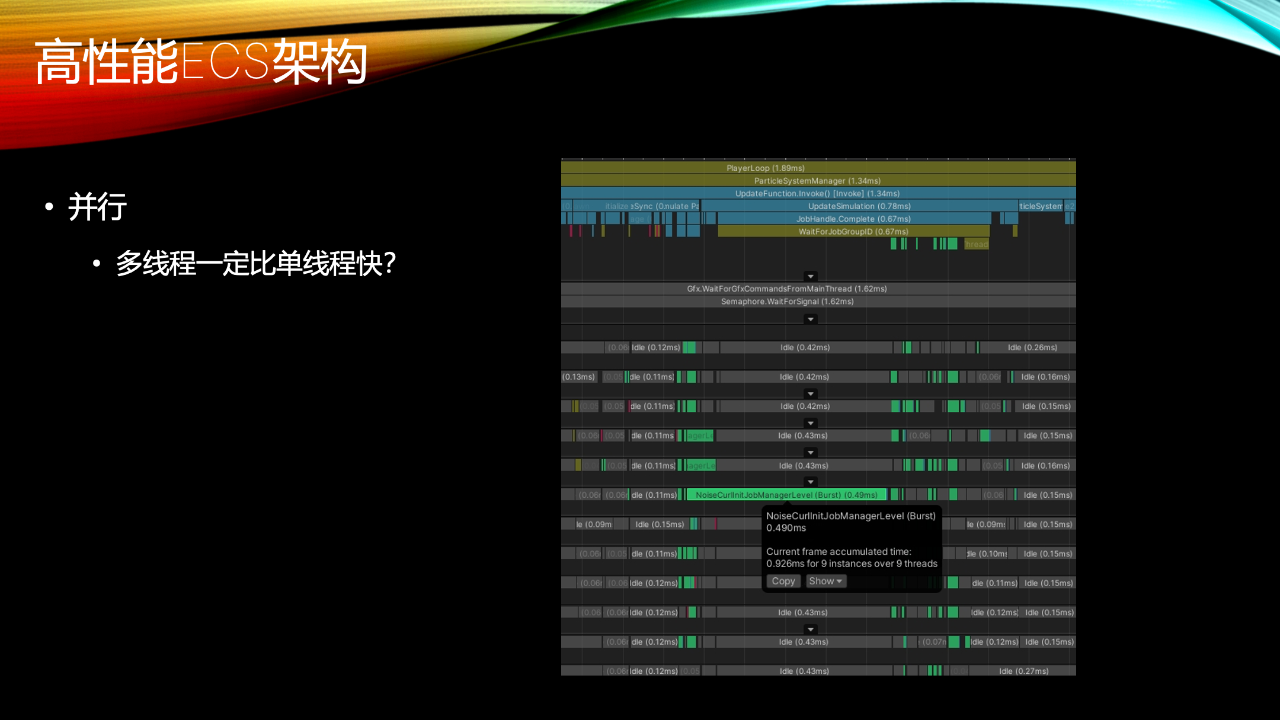 高性能ECS架构
• 并行
• 多线程一定比单线程快?
PlayerLoop (1.89ms)
ParticleSystemManager (1.34ms)
UpdateFunction.Invoke() [Invoke] (1.34ms)
UpdateSimulation (0.78ms)
JobHandle.Complete (0.67ms)
WaitForJobGroupID (0.67ms)
Gfx.WaitForGfxCommandsFromMainThread (1.62ms)
Semaphore.WaitForSignal (1.62ms)
Idle (0.12ms) Idle (0.42ms) Idle (0.26ms)
(0.13ms) dle (0.11ms) Idle (0.42ms) Idle (0.16ms)
dle (0.11ms) Idle (0.42ms) Idle (0.15ms)
dle (0.11ms Idle (0.43ms) Idle (0.15ms)
dle (0.11ms) Idle (0.43ms) Idle (0.16ms)
dle (0.11ms) NoiseCurlInitJobManagerLevel (Burst) (0.49ms) Idle (0.15ms)
le (0.09m Idle (0.15ms) le (0.09ms) Idle (0.15ms)
NoiseCurlInitJobManagerLevel (Burst)
0.490ms
dle (0.11ms) dle (0.10ms Idle (0.15ms)
Current frame accumulated time:
0.926ms for 9 instances over 9 threads
Copy Show
dle (0.12ms) dle (0.11ms) Idle (0.15ms)
dle (0.12ms) Idle (0.43ms) Idle (0.12ms) Idle (0.15ms)
dle (0.12ms) Idle (0.43ms) Idle (0.12ms) Idle (0.15ms)
dle (0.12ms) Idle (0.43ms) Idle (0.27ms)